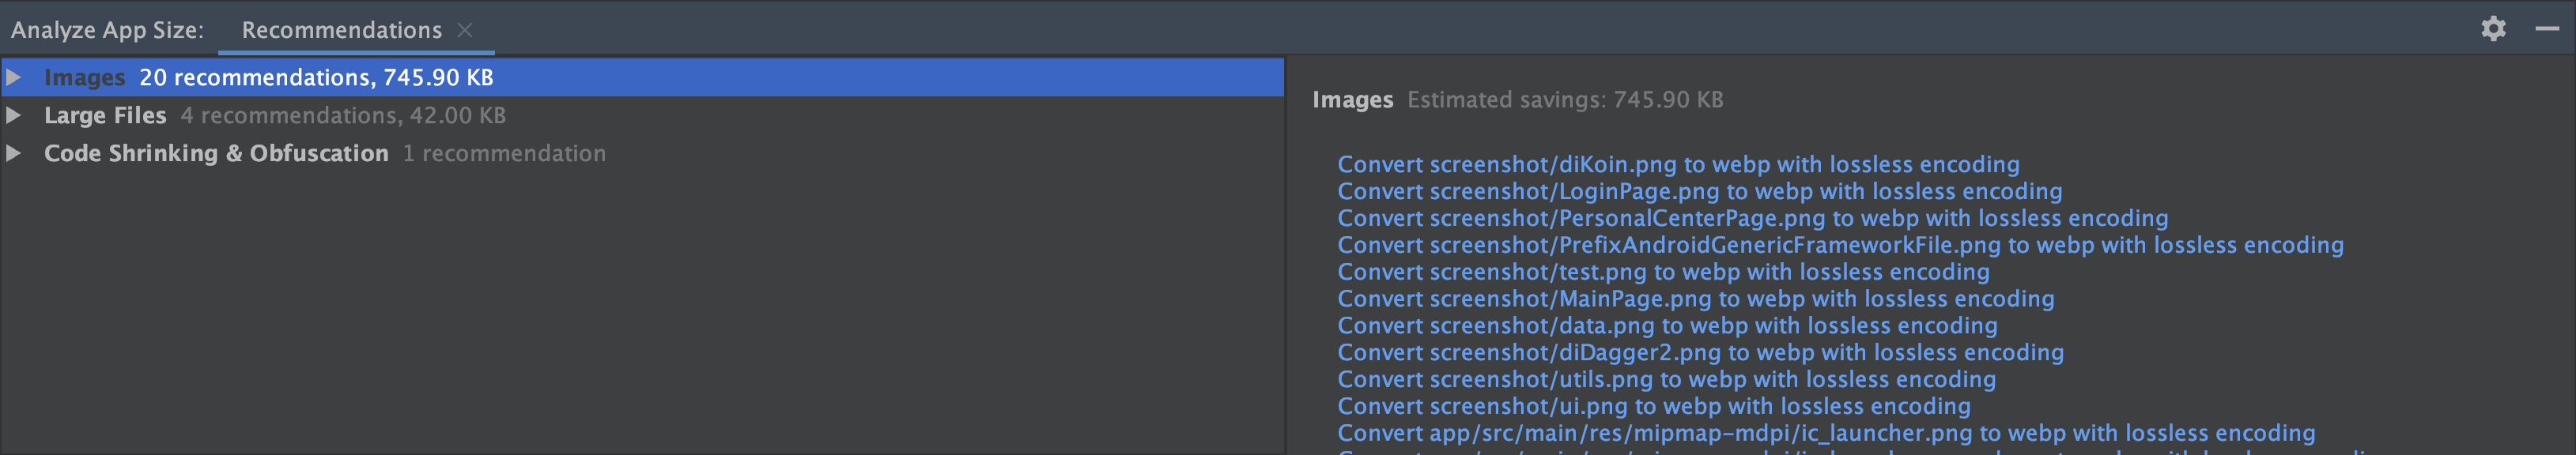 Analyze App Size: Recommendations
Images 20 recommendations, 745.90 KB
Large Files 4 recommendations, 42.00 KB
Code Shrinking & Obfuscation 1 recommendation
Images Estimated savings: 745.90 KB
Convert screenshot/diKoin.png to webp with lossless encoding
Convert screenshot/LoginPage.png to webp with lossless encoding
Convert screenshot/PersonalCenterPage.png to webp with lossless encoding
Convert screenshot/PrefixAndroidGenericFrameworkFile.png to webp with lossless encoding
Convert screenshot/test.png to webp with lossless encoding
Convert screenshot/MainPage.png to webp with lossless encoding
Convert screenshot/data.png to webp with lossless encoding
Convert screenshot/diDagger2.png to webp with lossless encoding
Convert screenshot/utils.png to webp with lossless encoding
Convert screenshot/ui.png to webp with lossless encoding
Convert app/src/main/res/mipmap-mdpi/ic_launcher.png to webp with lossless encoding